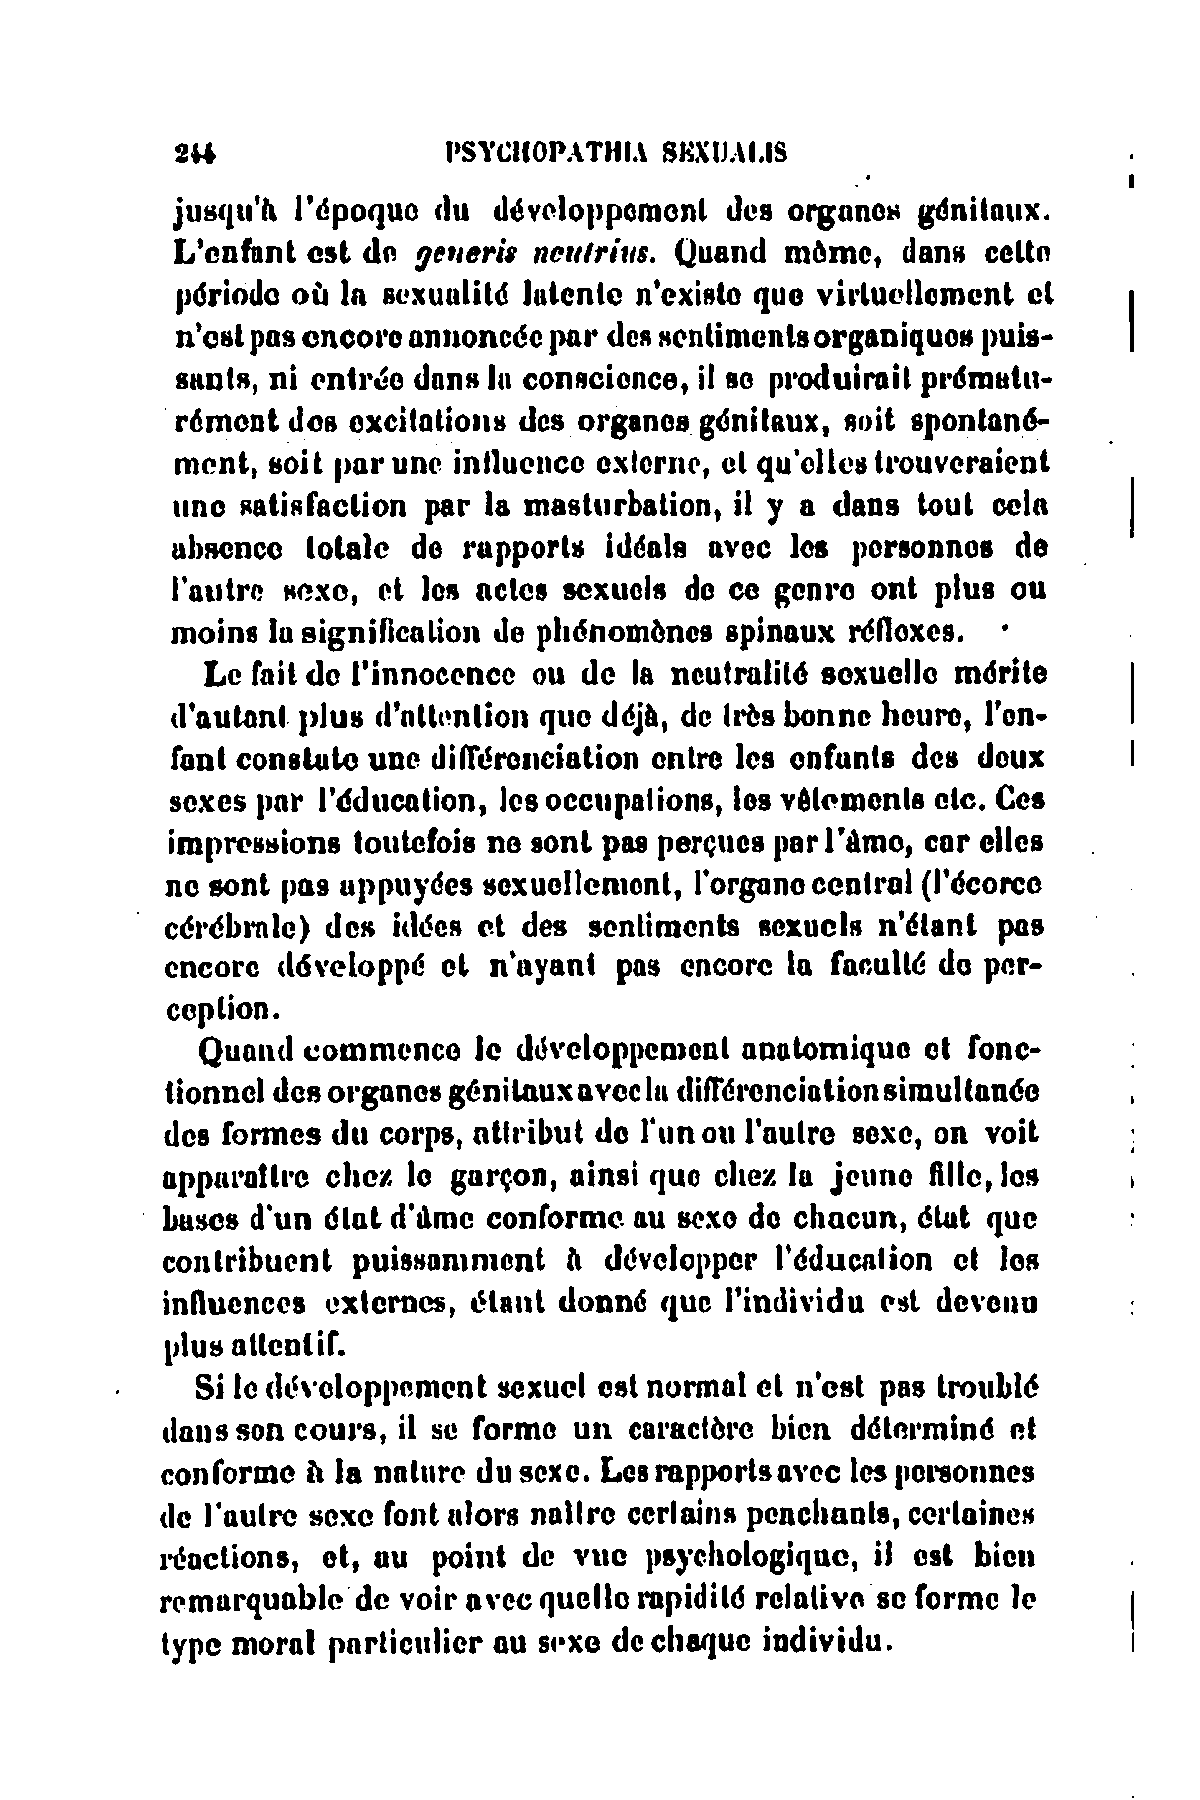 244 PSYCHOPATHIA SEXUALIS
jusqu'à l'époque du développement des organes génitaux.
L'enfant est de generis neutrius. Quand même, dans cette
période où la sexualité latente n'existe que virtuellement et
n'est pas encore annoncée par des sentiments organiques puis-
sants, ni entrée dans la conscience, il se produirait prématu-
rément des excitations des organes génitaux, soit spontané-
ment, soit par une influence externe, et qu'elles trouveraient
une satisfaction par la masturbation, il y a dans tout cela
absence totale de rapports idéals avec les personnes de
l'autre sexe, et les actes sexuels de ce genre ont plus ou
moins la signification de phénomènes spinaux réflexes.
Le fait de l'innocence ou de la neutralité sexuelle mérite
d'autant plus d'attention que déjà, de très bonne heure, l'en-
fant constate une différenciation entre les enfants des deux
sexes par l'éducation, les occupations, les vêtements etc. Ces
impressions toutefois ne sont pas perçues par l'âme, car elles
ne sont pas appuyées sexuellement, l'organe central (l'écorce
cérébrale) des idées et des sentiments sexuels n'étant pas
encore développé et n'ayant pas encore la faculté de per-
ception.
Quand commence le développement anatomique et fonc-
tionnel des organes génitaux avec la différenciation simultanée
des formes du corps, attribut de l'un ou l'autre sexe, on voit
apparaître chez le garçon, ainsi que chez la jeune fille, les
bases d'un état d'âme conforme au sexe de chacun, état que
contribuent puissamment à développer l'éducation et les
influences externes, étant donné que l'individu est devenu
plus attentif.
Si le développement sexuel est normal et n'est pas troublé
dans son cours, il se forme un caractère bien déterminé et
conforme à la nature du sexe. Les rapports avec les personnes
de l'autre sexe font alors naître certains penchants, certaines
réactions, et, au point de vue psychologique, il est bien
remarquable de voir avec quelle rapidité relative se forme le
type moral particulier au sexe de chaque individu.